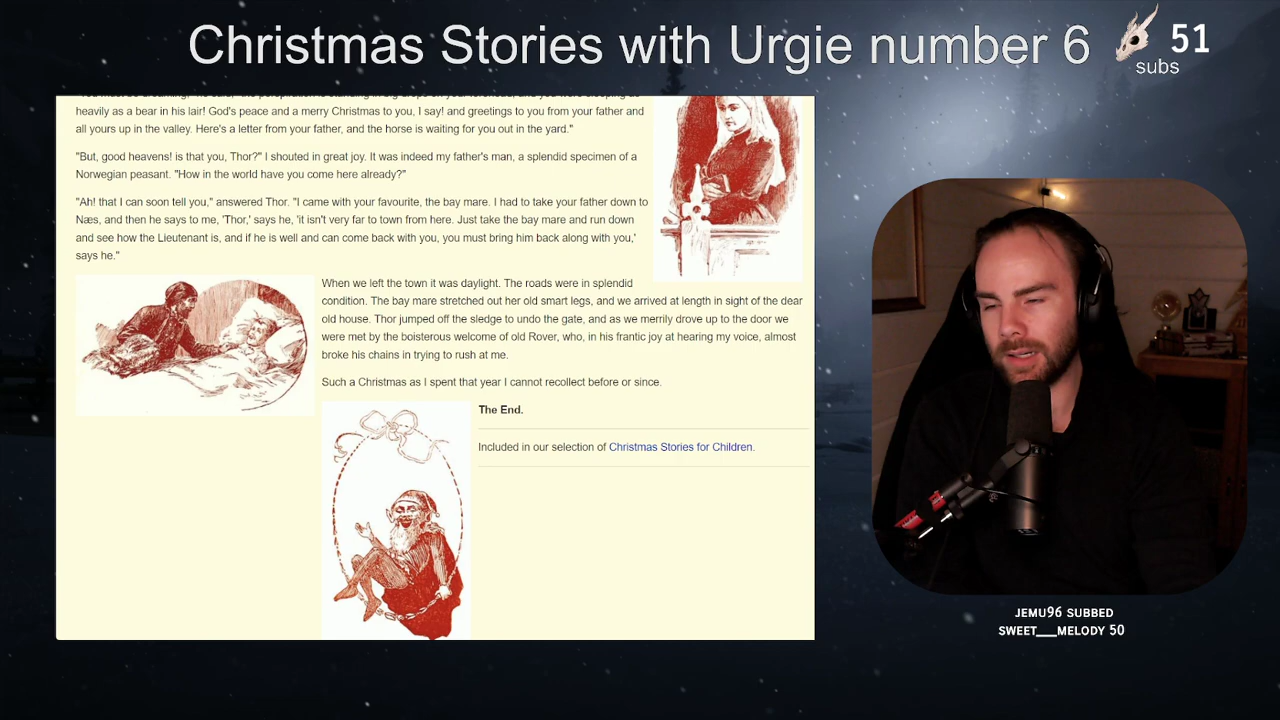 Christmas Stories with Urgie number 6
51
subs
heavily as a bear in his lair! God's peace and a merry Christmas to you, I say! and greetings to you from your father and
all yours up in the valley. Here's a letter from your father, and the horse is waiting for you out in the yard."
"But, good heavens! is that you, Thor?" I shouted in great joy. It was indeed my father's man, a splendid specimen of a
Norwegian peasant. "How in the world have you come here already?"
"Ah! that I can soon tell you," answered Thor. "I came with your favourite, the bay mare. I had to take your father down to
Næs, and then he says to me, 'Thor,' says he, 'it isn't very far to town from here. Just take the bay mare and run down
and see how the Lieutenant is, and if he is well and can come back with you, you must bring him back along with you,'
says he."
When we left the town it was daylight. The roads were in splendid
condition. The bay mare stretched out her old smart legs, and we arrived at length in sight of the dear
old house. Thor jumped off the sledge to undo the gate, and as we merrily drove up to the door we
were met by the boisterous welcome of old Rover, who, in his frantic joy at hearing my voice, almost
broke his chains in trying to rush at me.
Such a Christmas as I spent that year I cannot recollect before or since.
The End.
Included in our selection of Christmas Stories for Children.
JEMU96 SUBBED
SWEET__MELODY 50